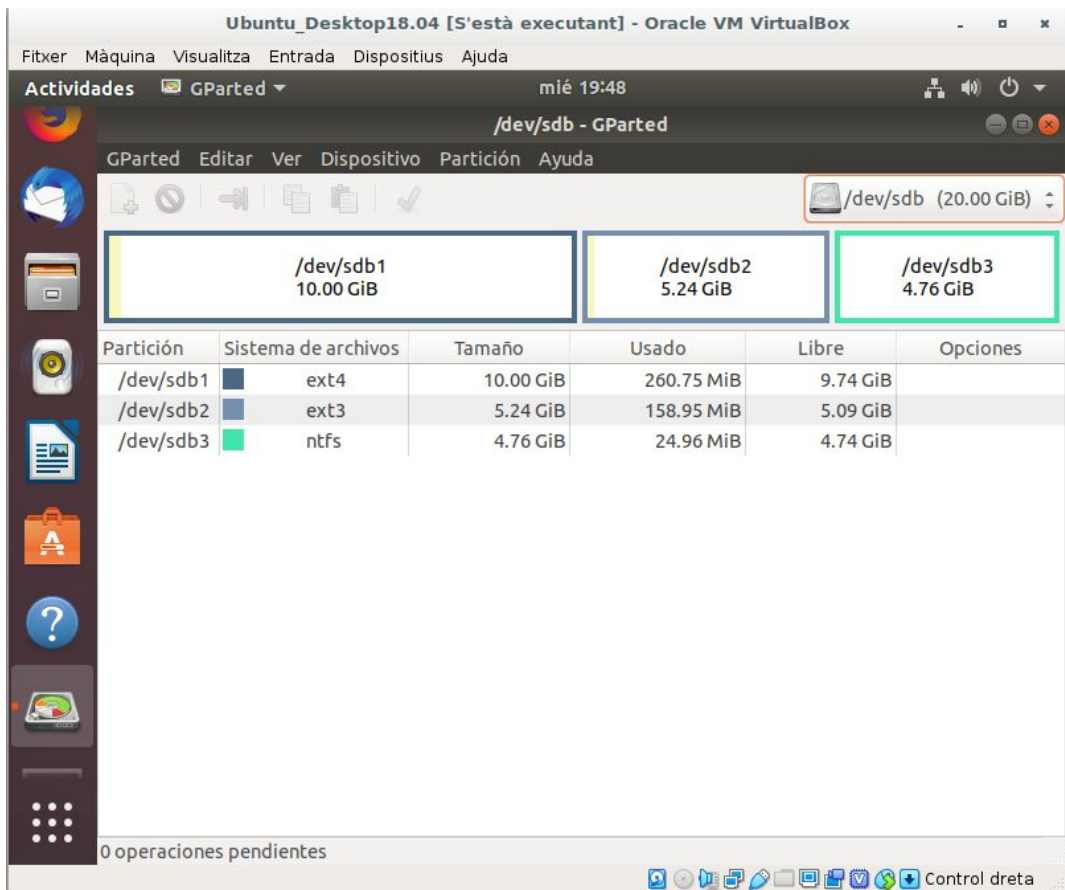 Ubuntu_Desktop18.04 [S'està executant] - Oracle VM VirtualBox
Fitxer Màquina Visualitza Entrada Dispositius Ajuda
Actividades GParted mié 19:48
/dev/sdb - GParted
GParted Editar Ver Dispositivo Partición Ayuda
/dev/sdb (20.00 GiB)
/dev/sdb1 /dev/sdb2 /dev/sdb3
10.00 GiB 5.24 GiB 4.76 GiB
Partición Sistema de archivos Tamaño Usado Libre Opciones
/dev/sdb1 ext4 10.00 GiB 260.75 MiB 9.74 GiB
/dev/sdb2 ext3 5.24 GiB 158.95 MiB 5.09 GiB
/dev/sdb3 ntfs 4.76 GiB 24.96 MiB 4.74 GiB
0 operaciones pendientes
Control dreta